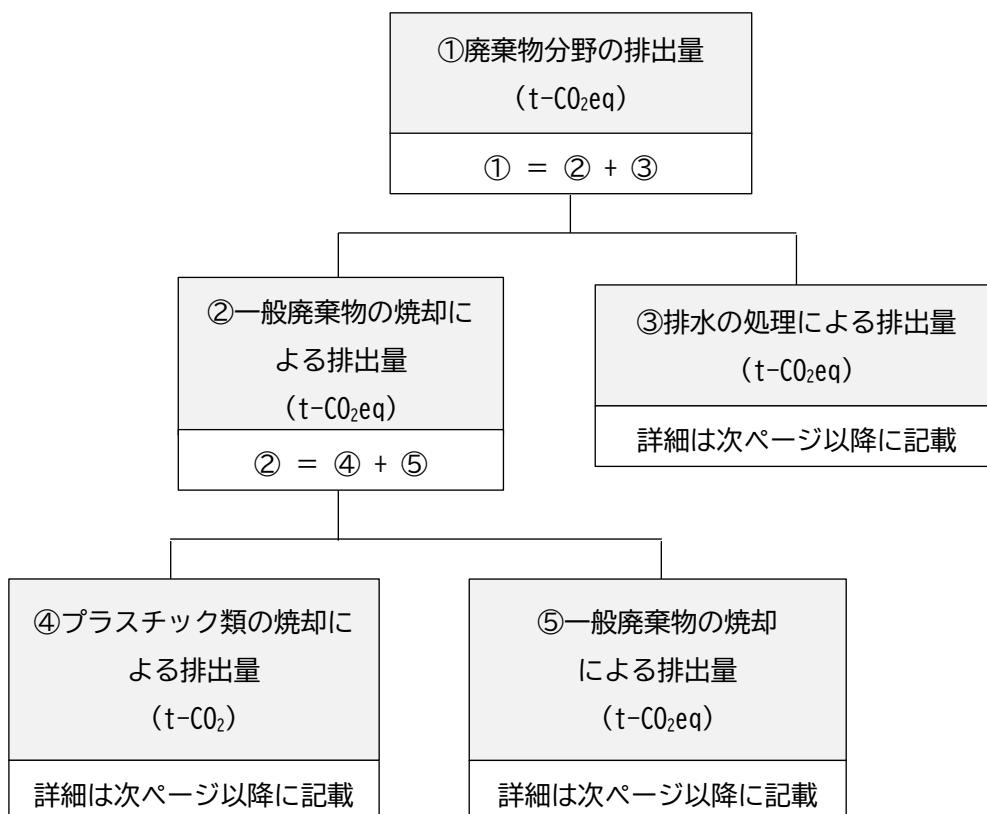 ①廃棄物分野の排出量
(t-CO₂eq)
① = ② + ③
②一般廃棄物の焼却に
よる排出量
(t-CO₂eq)
② = ④ + ⑤
③排水の処理による排出量
(t-CO₂eq)
詳細は次ページ以降に記載
④プラスチック類の焼却に
よる排出量
(t-CO₂)
詳細は次ページ以降に記載
⑤一般廃棄物の焼却
による排出量
(t-CO₂eq)
詳細は次ページ以降に記載